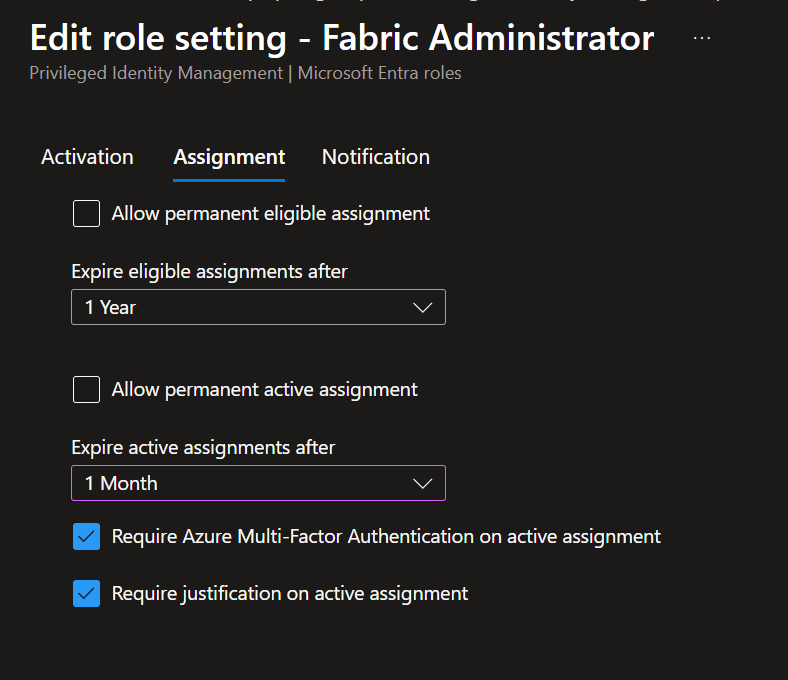 Edit role setting - Fabric Administrator ...
Privileged Identity Management | Microsoft Entra roles
Activation Assignment Notification
Allow permanent eligible assignment
Expire eligible assignments after
1 Year
Allow permanent active assignment
Expire active assignments after
1 Month
Require Azure Multi-Factor Authentication on active assignment
Require justification on active assignment